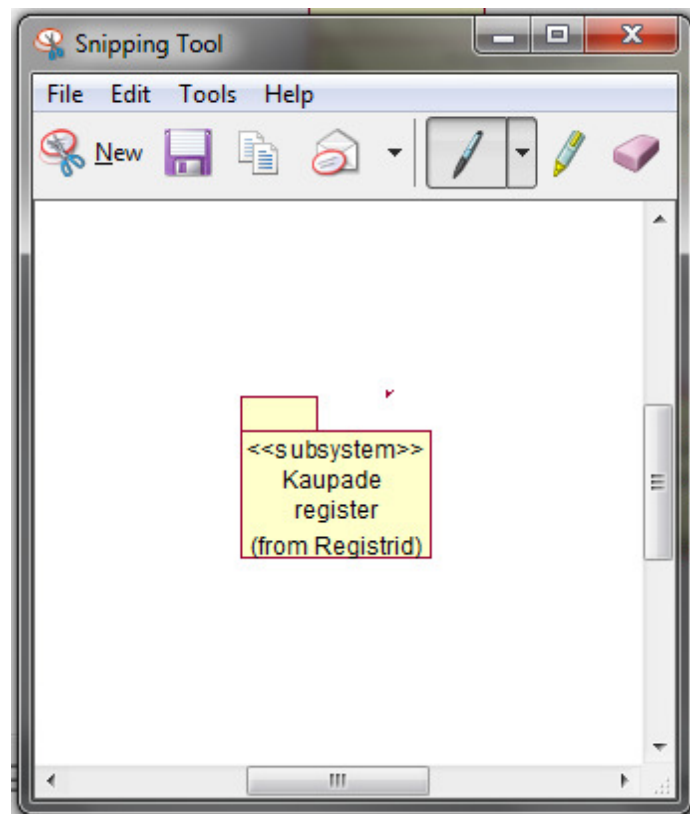 Snipping Tool
File Edit Tools Help
New
<<subsystem>>
Kaupade
register
(from Registrid)